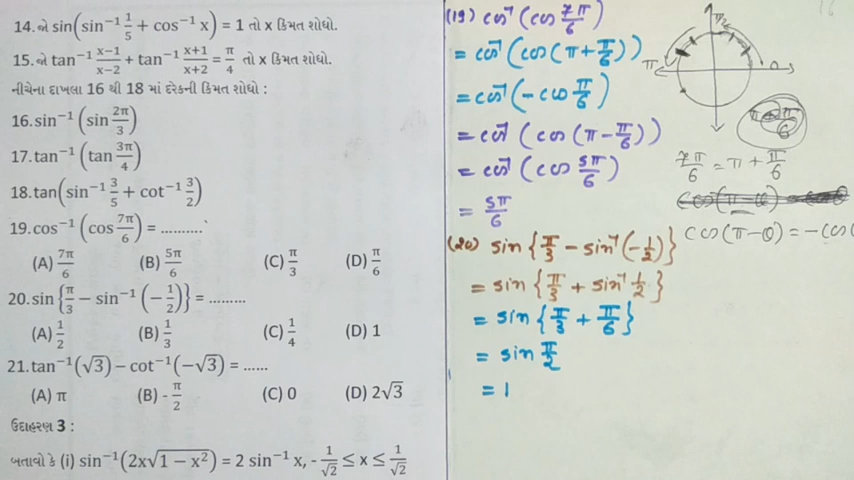 14. જો sin(sin⁻¹ 1/5 + cos⁻¹ x) = 1 તો x કિંમત શોધો.
15. જો tan⁻¹ (x−1)/(x−2) + tan⁻¹ (x+1)/(x+2) = π/4 તો x કિંમત શોધો.
નીચેના દાખલા 16 થી 18 માં દરેકની કિંમત શોધો :
16. sin⁻¹ (sin 2π/3)
17. tan⁻¹ (tan 3π/4)
18. tan(sin⁻¹ 3/5 + cot⁻¹ 3/2)
19. cos⁻¹ (cos 7π/6) = ..........
(A) 7π/6 (B) 5π/6 (C) π/3 (D) π/6
20. sin {π/3 − sin⁻¹ (−1/2)} = .........
(A) 1/2 (B) 1/3 (C) 1/4 (D) 1
21. tan⁻¹(√3) − cot⁻¹(−√3) = ......
(A) π (B) -π/2 (C) 0 (D) 2√3
ઉદાહરણ 3 :
બતાવો કે (i) sin⁻¹(2x√(1 − x²)) = 2 sin⁻¹ x, -1/√2 ≤ x ≤ 1/√2
(19) cos⁻¹ (cos 7π/6)
= cos⁻¹ (cos (π + π/6))
= cos⁻¹ (−cos π/6)
= cos⁻¹ (cos (π − π/6))
= cos⁻¹ (cos 5π/6)
= 5π/6
(20) sin {π/3 − sin⁻¹ (−1/2)}
= sin {π/3 + sin⁻¹ 1/2}
= sin {π/3 + π/6}
= sin π/2
= 1
π/2
π 0
7π/6 = π + π/6
cos(π−θ) = −cos(